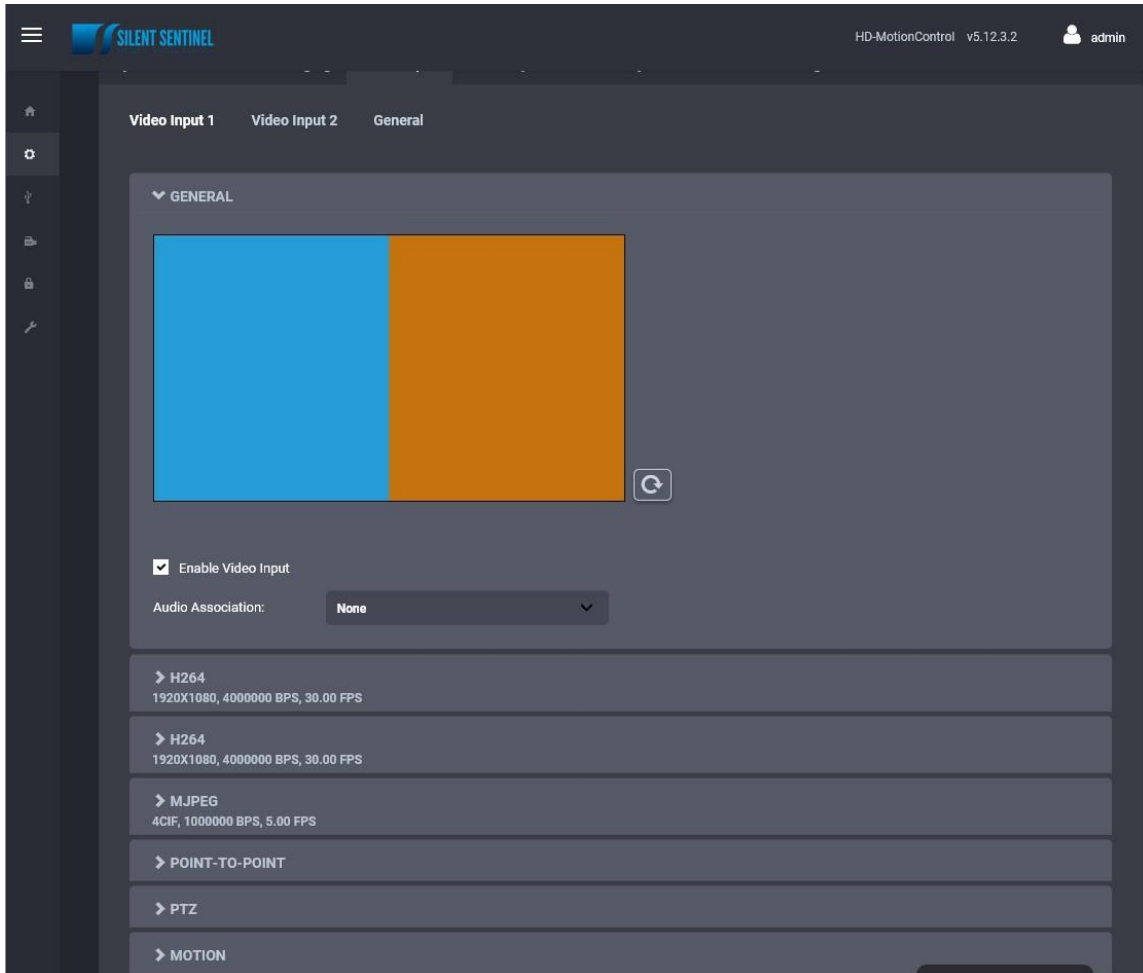 SILENT SENTINEL
HD-MotionControl v5.12.3.2
admin
Video Input 1 Video Input 2 General
GENERAL
Enable Video Input
Audio Association: None
H264
1920X1080, 4000000 BPS, 30.00 FPS
H264
1920X1080, 4000000 BPS, 30.00 FPS
MJPEG
4CIF, 1000000 BPS, 5.00 FPS
POINT-TO-POINT
PTZ
MOTION